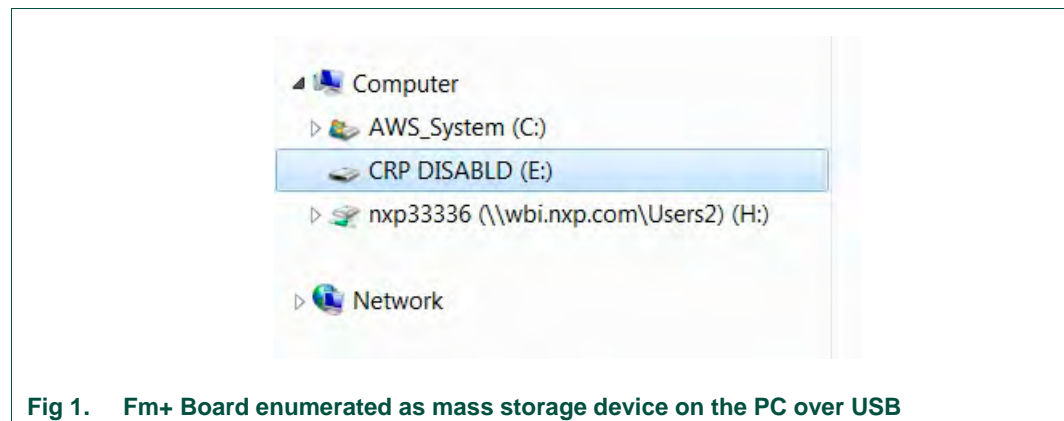 Computer
AWS_System (C:)
CRP DISABLD (E:)
nxp33336 (\\wbi.nxp.com\Users2) (H:)
Network
Fig 1. Fm+ Board enumerated as mass storage device on the PC over USB